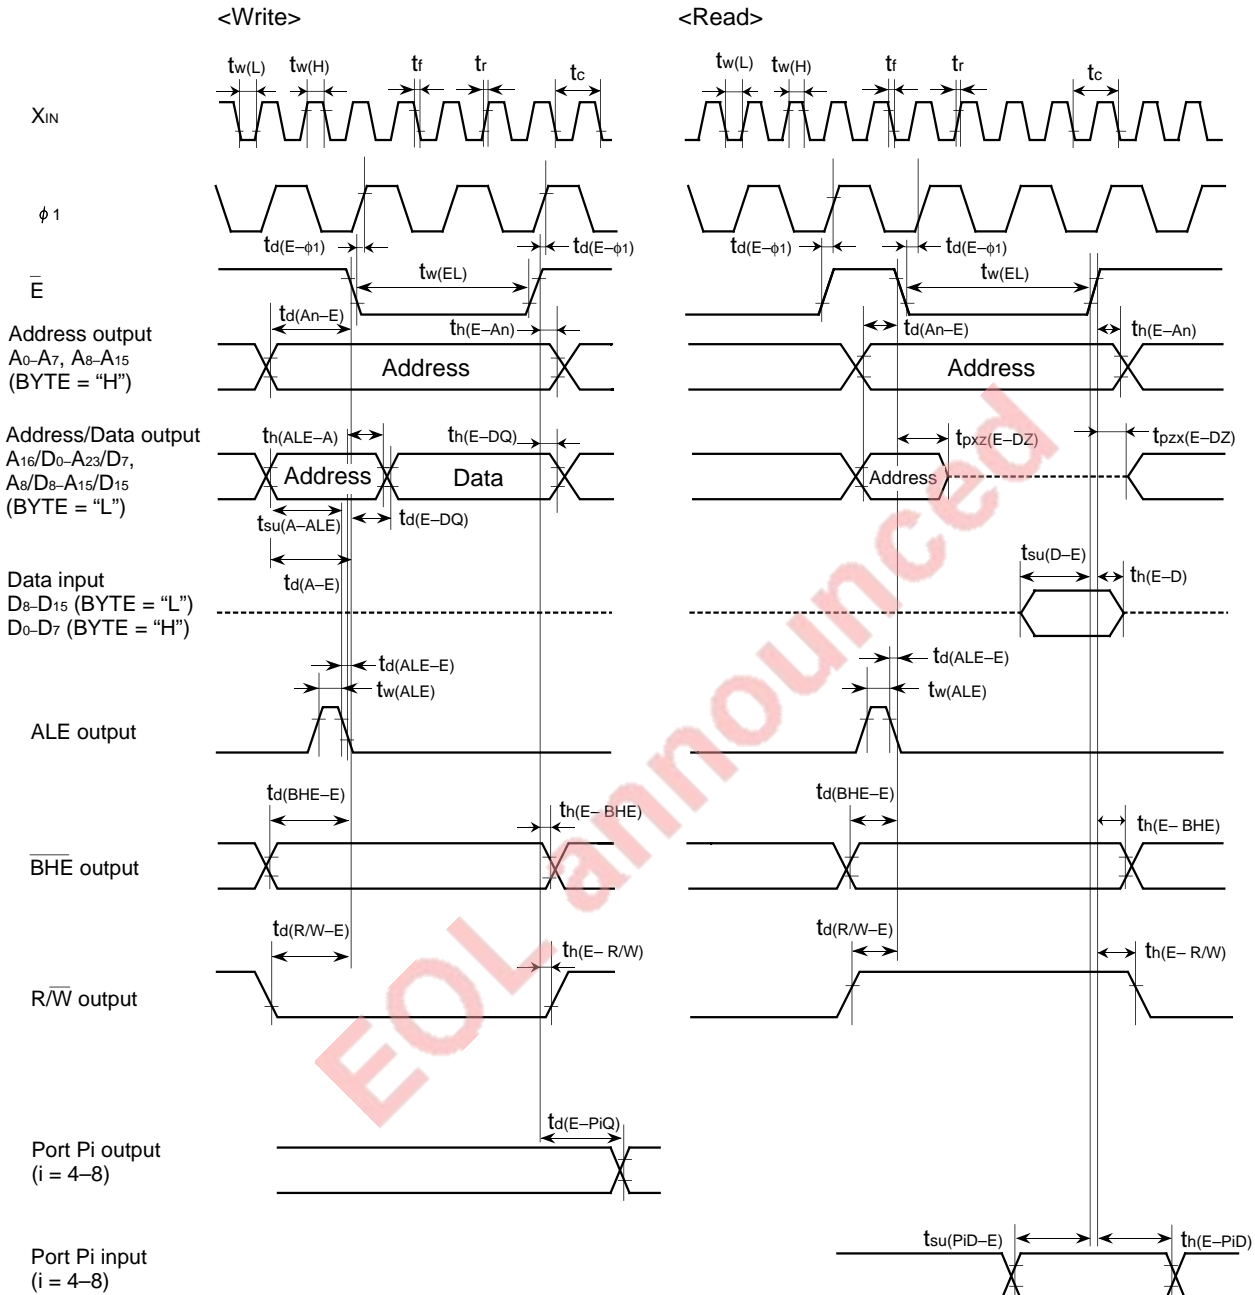 <Write> <Read>
tw(L) tw(H) tf tr tc tw(L) tw(H) tf tr tc
XIN
ϕ 1
td(E–ϕ1) td(E–ϕ1) td(E–ϕ1) td(E–ϕ1)
tw(EL) tw(EL)
E̅
td(An–E) th(E–An) td(An–E) th(E–An)
Address output
A0–A7, A8–A15
(BYTE = “H”)
Address Address
Address/Data output
A16/D0–A23/D7,
A8/D8–A15/D15
(BYTE = “L”)
th(ALE–A) th(E–DQ) tpxz(E–DZ) tpzx(E–DZ)
Address Data Address
tsu(A–ALE) td(E–DQ)
td(A–E) tsu(D–E) th(E–D)
Data input
D8–D15 (BYTE = “L”)
D0–D7 (BYTE = “H”)
td(ALE–E) td(ALE–E)
tw(ALE) tw(ALE)
ALE output
td(BHE–E) th(E– BHE) td(BHE–E) th(E– BHE)
B̅H̅E̅ output
td(R/W–E) th(E– R/W) td(R/W–E) th(E– R/W)
R/W̅ output
td(E–PiQ)
Port Pi output
(i = 4–8)
tsu(PiD–E) th(E–PiD)
Port Pi input
(i = 4–8)
EOL announced